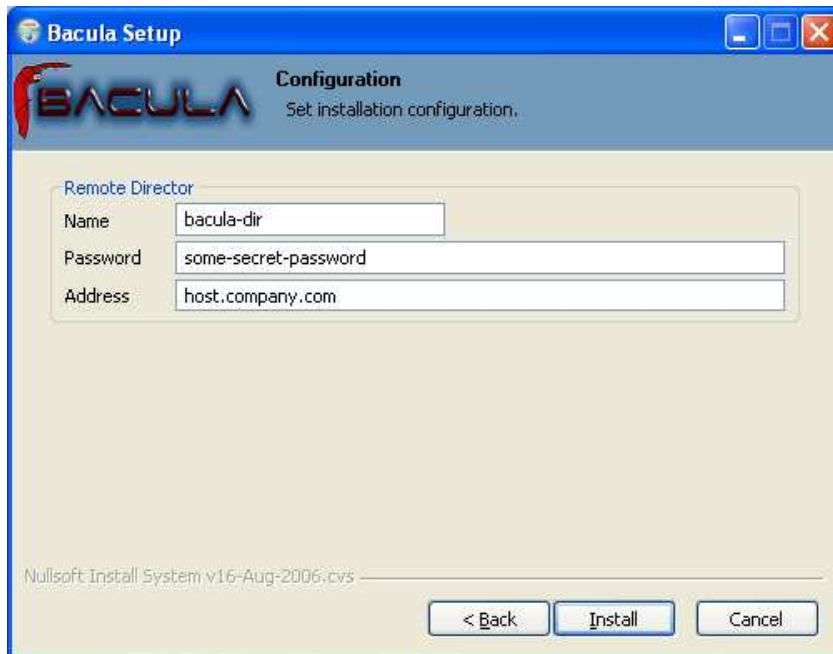 Bacula Setup
BACULA
Configuration
Set installation configuration.
Remote Director
Name bacula-dir
Password some-secret-password
Address host.company.com
Nullsoft Install System v16-Aug-2006.cvs
< Back Install Cancel